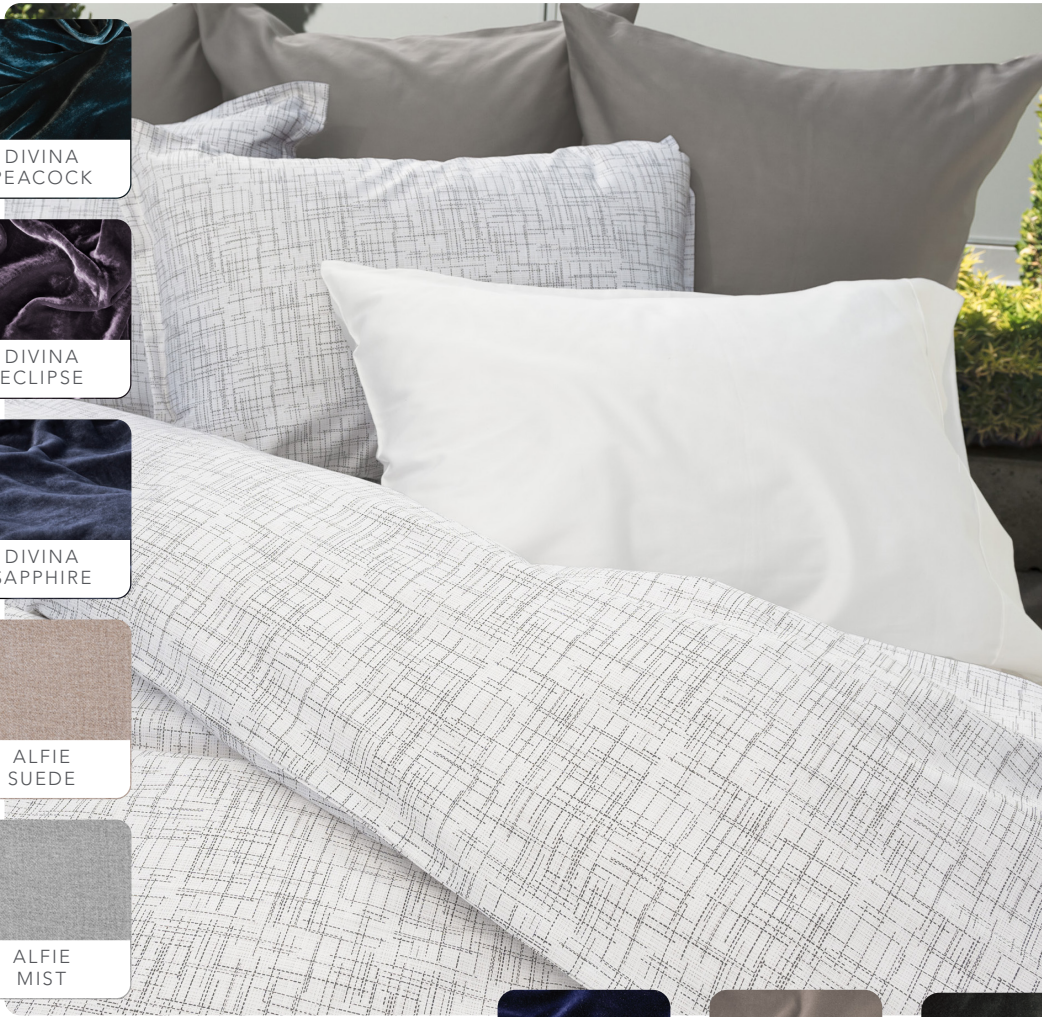 DIVINA
PEACOCK
DIVINA
ECLIPSE
DIVINA
SAPPHIRE
ALFIE
SUEDE
ALFIE
MIST